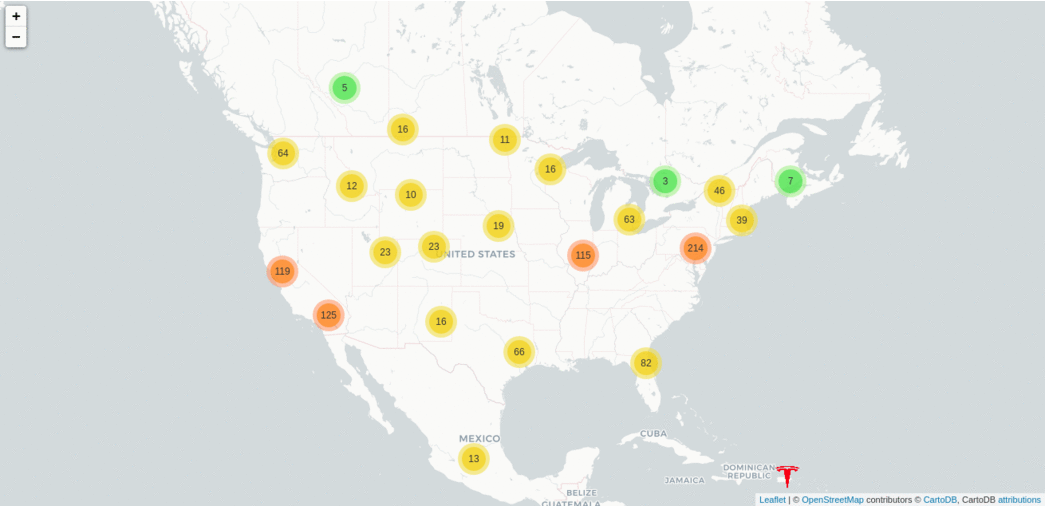 +
−
5
16
11
64
16
3
7
12
10
46
63
39
19
23
23
UNITED STATES
115
214
119
125
16
66
82
CUBA
MEXICO
13
DOMINICAN
REPUBLIC
JAMAICA
BELIZE
GUATEMALA
Leaflet | © OpenStreetMap contributors © CartoDB, CartoDB attributions